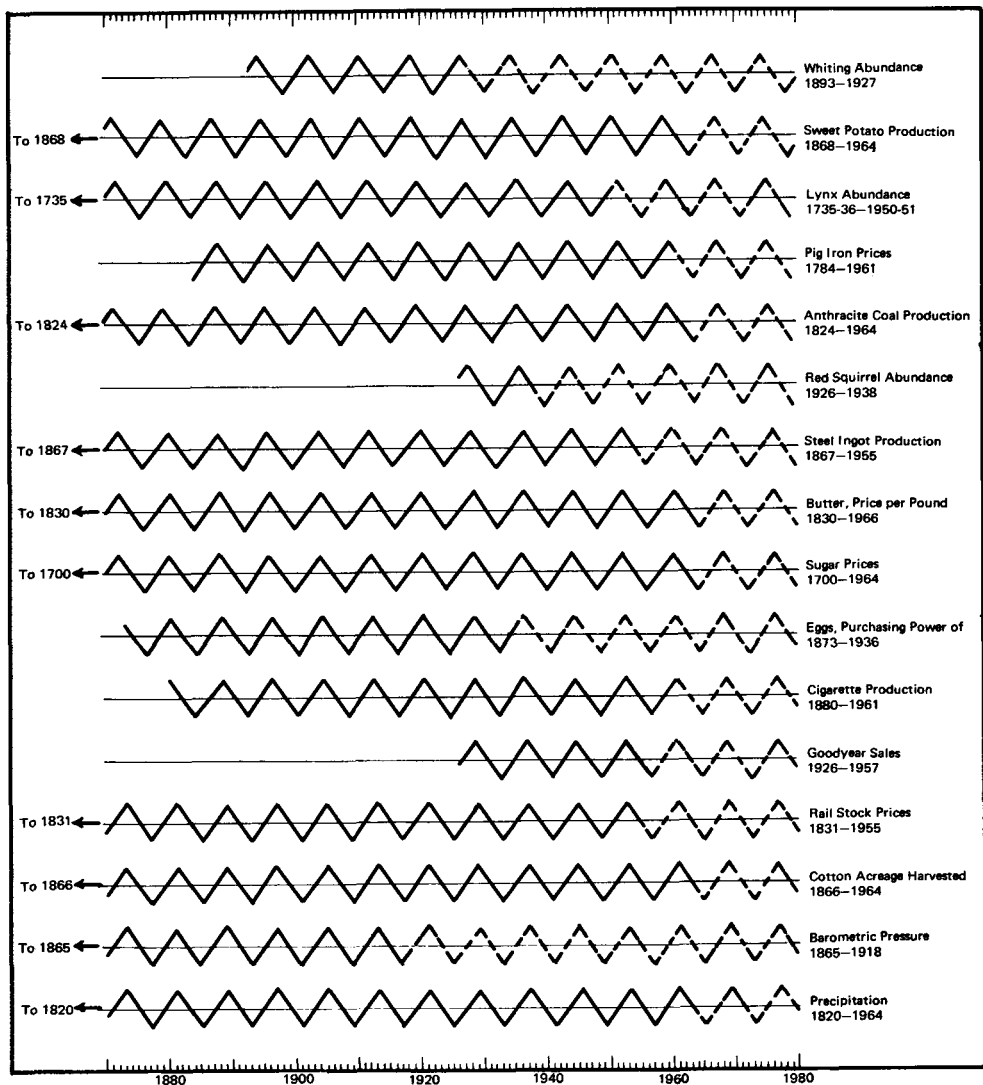 Whiting Abundance
1893—1927
To 1868
Sweet Potato Production
1868—1964
To 1735
Lynx Abundance
1735-36—1950-51
Pig Iron Prices
1784—1961
To 1824
Anthracite Coal Production
1824—1964
Red Squirrel Abundance
1926—1938
To 1867
Steel Ingot Production
1867—1955
To 1830
Butter, Price per Pound
1830—1966
To 1700
Sugar Prices
1700—1964
Eggs, Purchasing Power of
1873—1936
Cigarette Production
1880—1961
Goodyear Sales
1926—1957
To 1831
Rail Stock Prices
1831—1955
To 1866
Cotton Acreage Harvested
1866—1964
To 1865
Barometric Pressure
1865—1918
To 1820
Precipitation
1820—1964
1880 1900 1920 1940 1960 1980